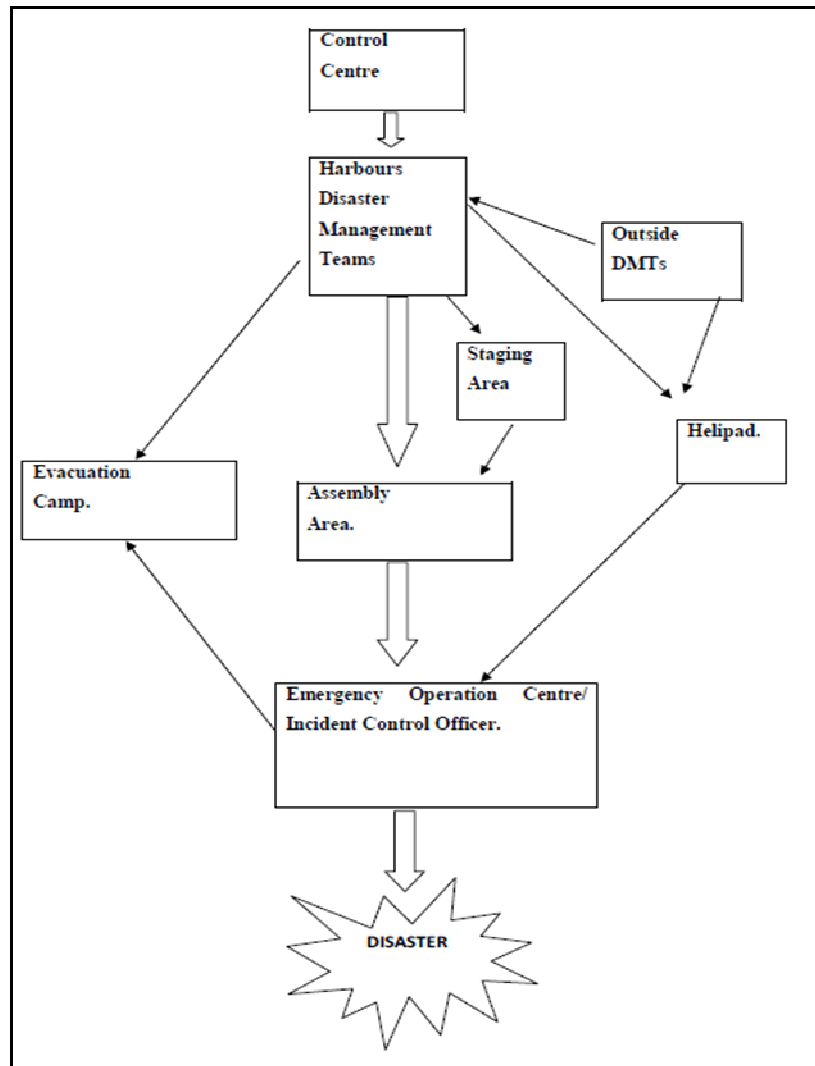 Control
Centre
Harbours
Disaster
Management
Teams
Outside
DMTs
Staging
Area
Helipad.
Evacuation
Camp.
Assembly
Area.
Emergency Operation Centre/
Incident Control Officer.
DISASTER